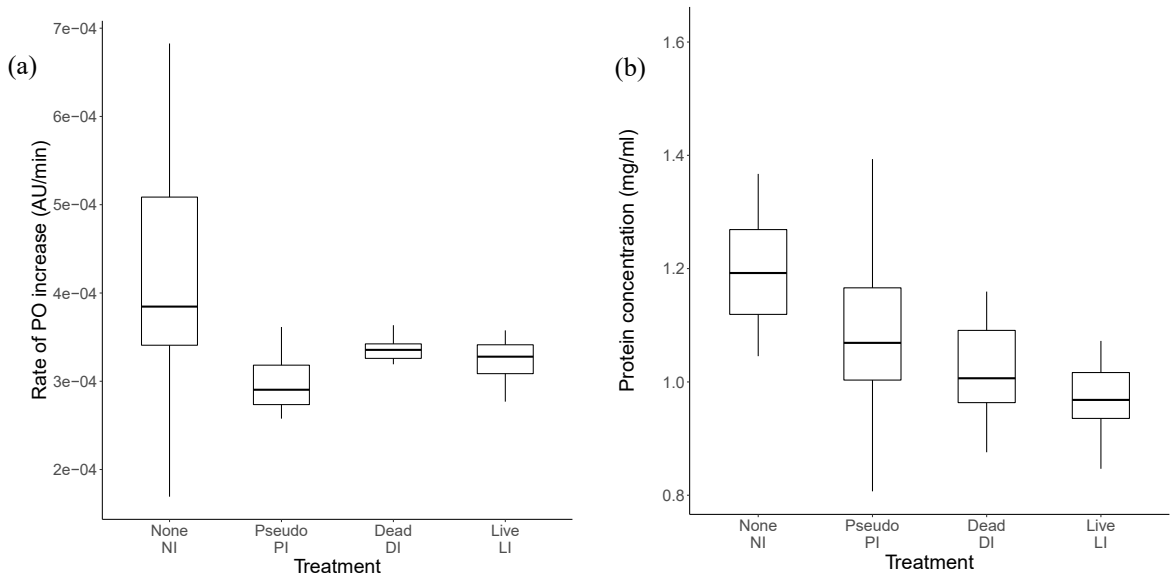 (a)
Rate of PO increase (AU/min)
7e−04
6e−04
5e−04
4e−04
3e−04
2e−04
None
NI
Pseudo
PI
Dead
DI
Live
LI
Treatment
(b)
Protein concentration (mg/ml)
1.6
1.4
1.2
1.0
0.8
None
NI
Pseudo
PI
Dead
DI
Live
LI
Treatment